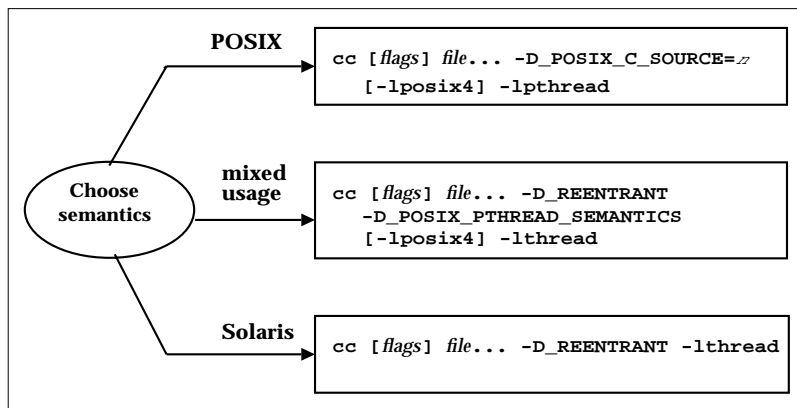 POSIX
cc [flags] file... -D_POSIX_C_SOURCE=n
[-lposix4] -lpthread
Choose
semantics
mixed
usage
cc [flags] file... -D_REENTRANT
-D_POSIX_PTHREAD_SEMANTICS
[-lposix4] -lthread
Solaris
cc [flags] file... -D_REENTRANT -lthread